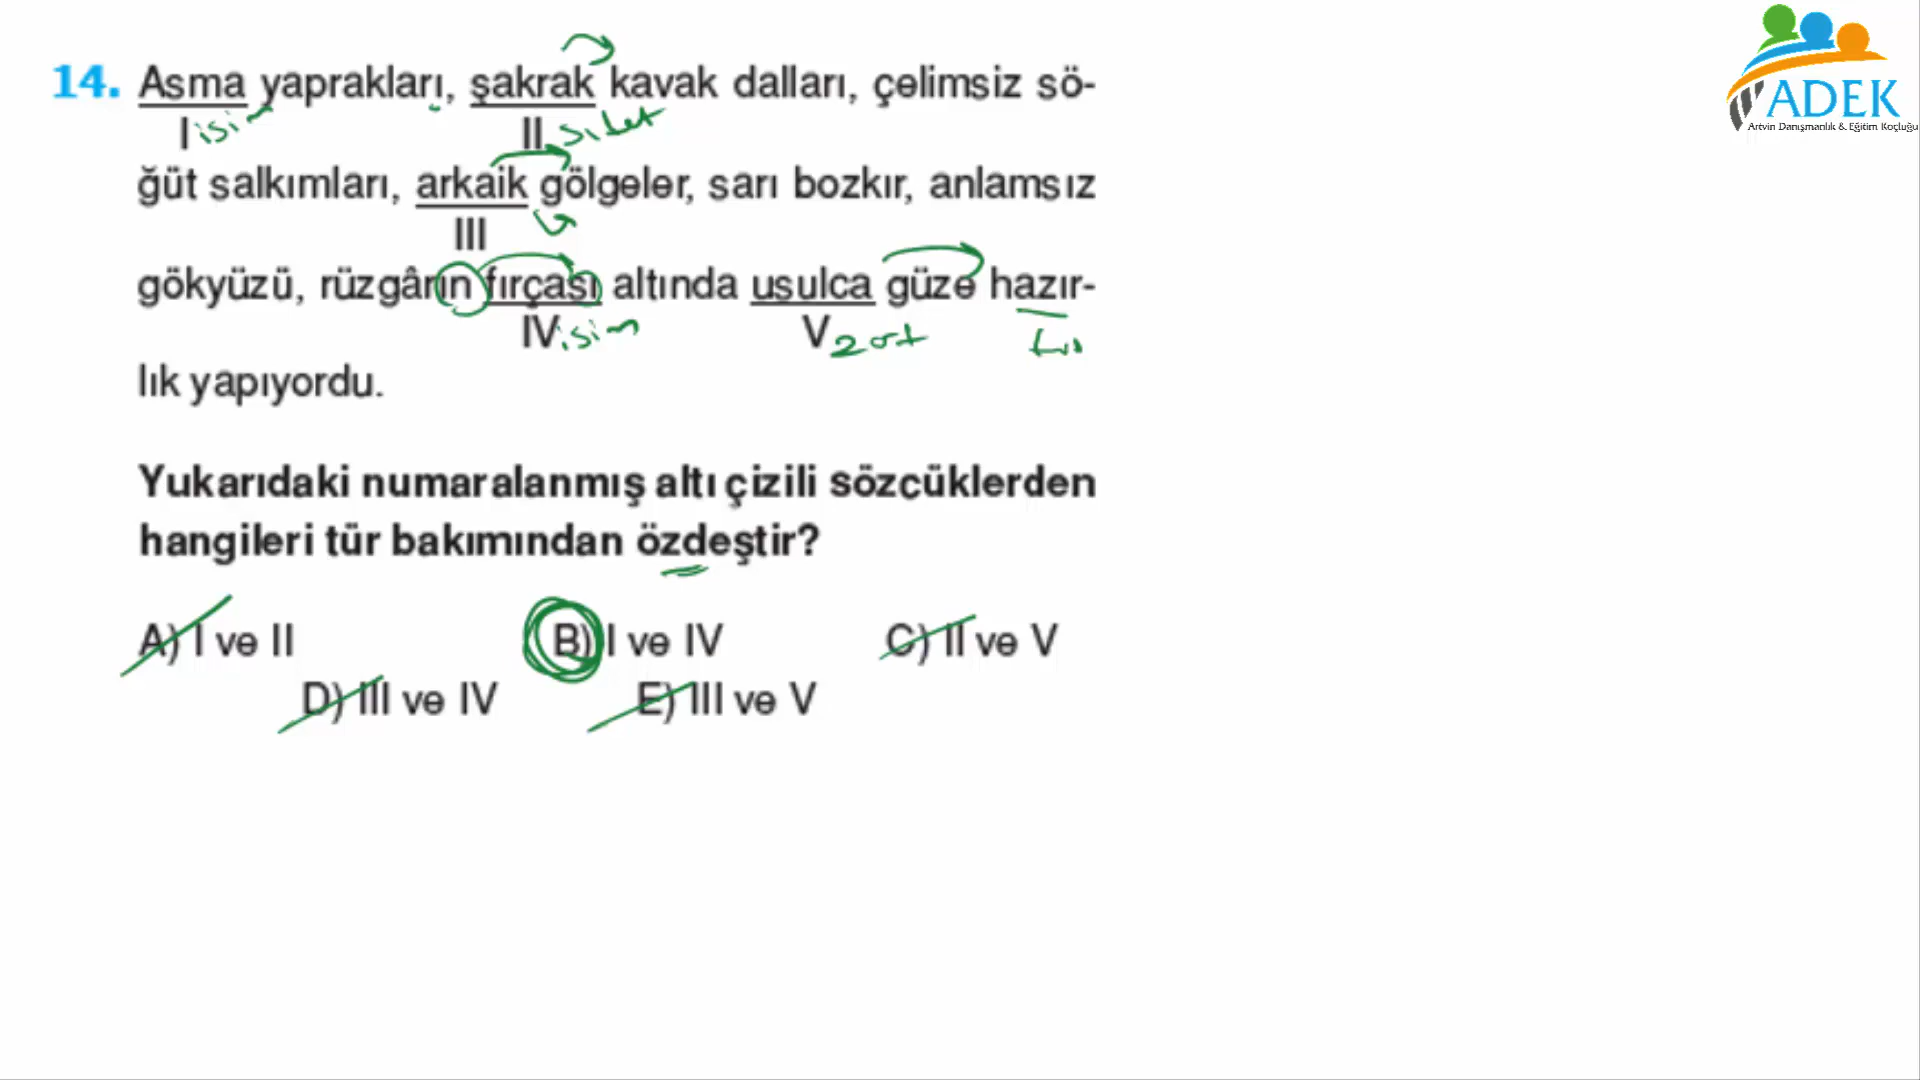 14. Asma yaprakları, şakrak kavak dalları, çelimsiz sö-
I isim II sıfat
ğüt salkımları, arkaik gölgeler, sarı bozkır, anlamsız
III
gökyüzü, rüzgârın fırçası altında usulca güze hazır-
IV isim V zarf
lık yapıyordu.
Yukarıdaki numaralanmış altı çizili sözcüklerden
hangileri tür bakımından özdeştir?
A) I ve II B) I ve IV C) II ve V
D) III ve IV E) III ve V
ADEK
Artvin Danışmanlık & Eğitim Koçluğu